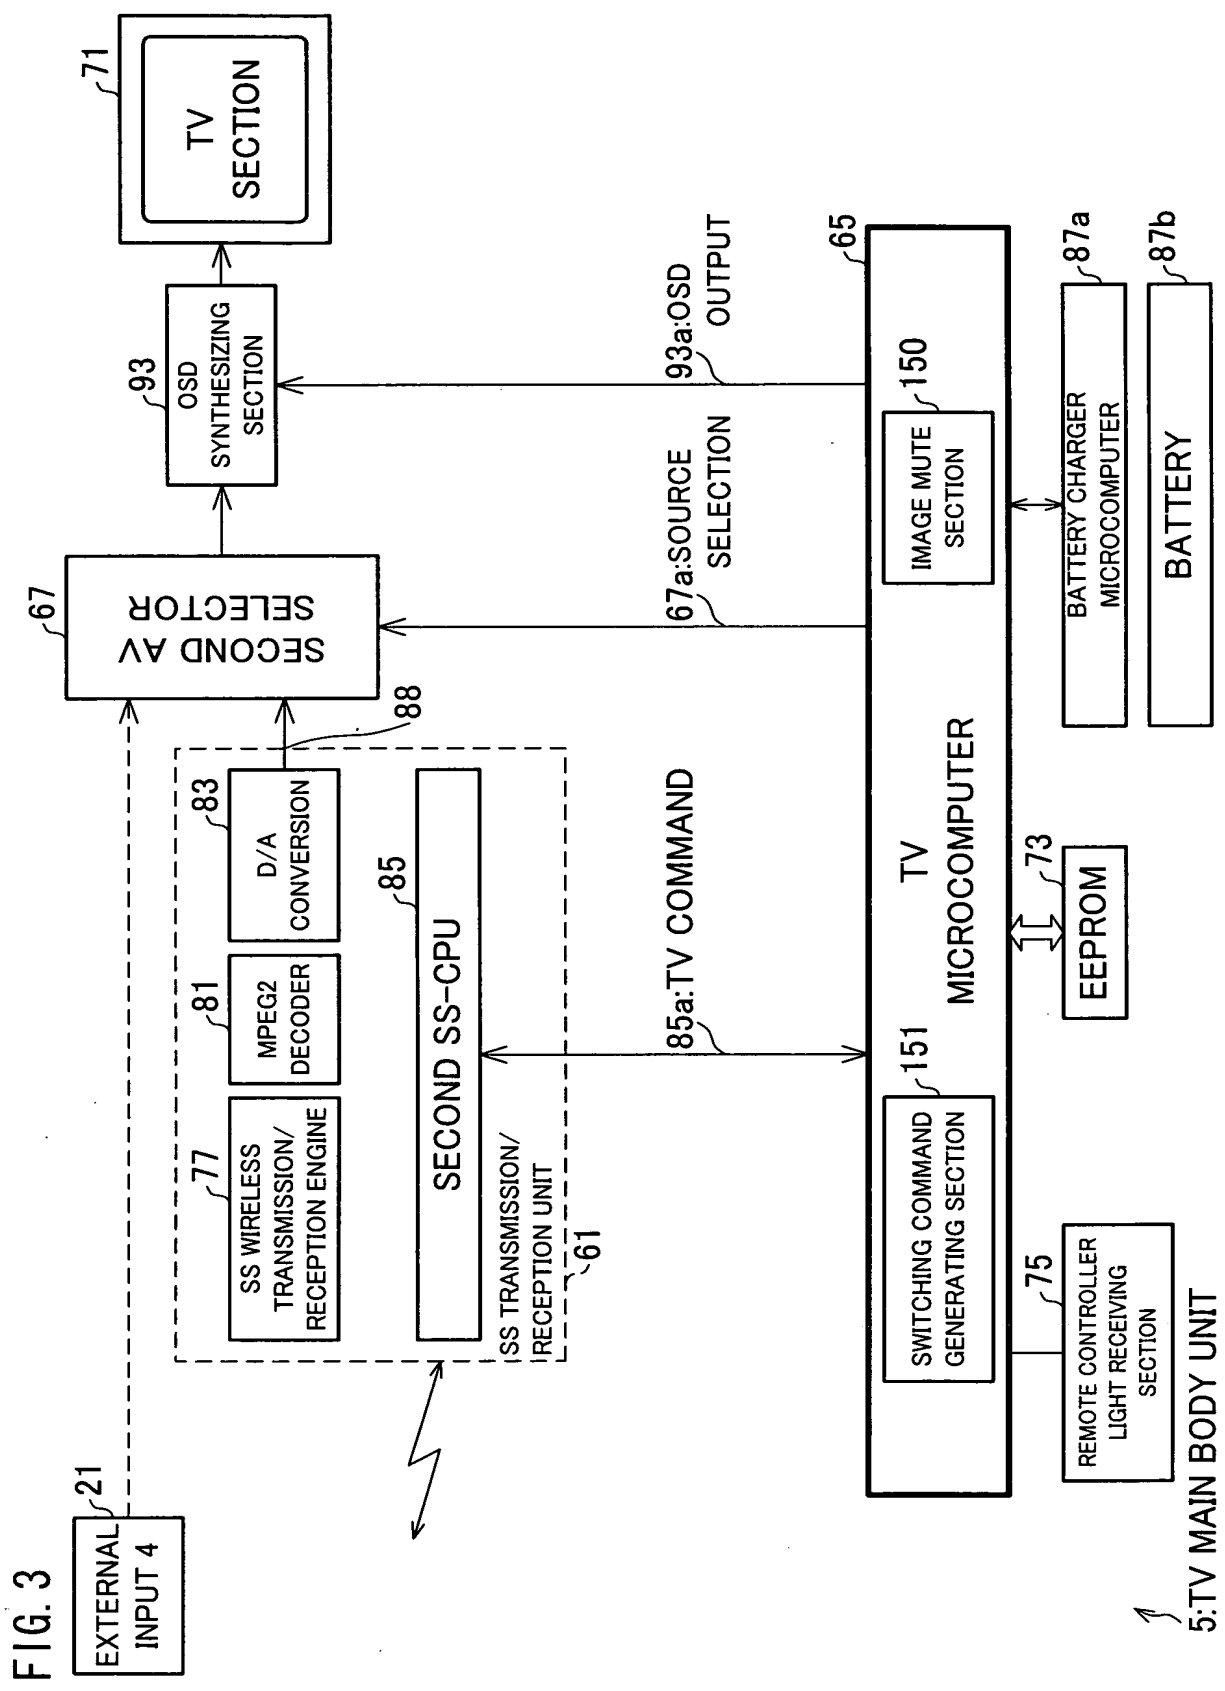 FIG. 3
EXTERNAL
INPUT 4
21
SS WIRELESS
TRANSMISSION/
RECEPTION ENGINE
77
MPEG2
DECODER
81
D/A
CONVERSION
83
88
SECOND SS-CPU
85
SS TRANSMISSION/
RECEPTION UNIT
61
SECOND AV
SELECTOR
67
OSD
SYNTHESIZING
SECTION
93
TV
SECTION
71
85a:TV COMMAND
67a:SOURCE
SELECTION
93a:OSD
OUTPUT
65
SWITCHING COMMAND
GENERATING SECTION
151
TV
MICROCOMPUTER
IMAGE MUTE
SECTION
150
REMOTE CONTROLLER
LIGHT RECEIVING
SECTION
75
EEPROM
73
BATTERY CHARGER
MICROCOMPUTER
87a
BATTERY
87b
5:TV MAIN BODY UNIT